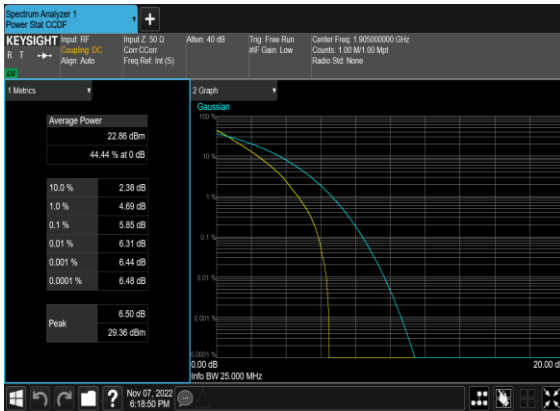 Spectrum Analyzer 1
Power Stat CCDF
+
KEYSIGHT
R T
LXI
Input: RF
Coupling: DC
Align: Auto
Input Z: 50 Ω
Corr CCorr
Freq Ref: Int (S)
Atten: 40 dB
Trig: Free Run
#IF Gain: Low
Center Freq: 1.905000000 GHz
Counts: 1.00 M/1.00 Mpt
Radio Std: None
1 Metrics
Average Power
22.86 dBm
44.44 % at 0 dB
10.0 % 2.38 dB
1.0 % 4.69 dB
0.1 % 5.85 dB
0.01 % 6.31 dB
0.001 % 6.44 dB
0.0001 % 6.48 dB
Peak
6.50 dB
29.36 dBm
2 Graph
Gaussian
100 %
10 %
1 %
0.1 %
0.01 %
0.001 %
0.0001 %
0.00 dB
20.00 d
Info BW 25.000 MHz
?
Nov 07, 2022
6:18:50 PM